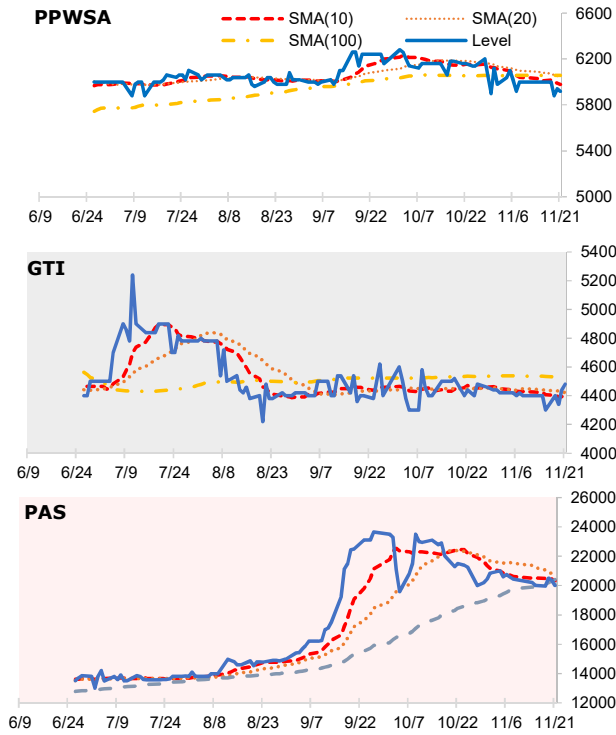 PPWSA
SMA(10) SMA(20)
SMA(100) Level
6600
6200
5800
5400
5000
6/9 6/24 7/9 7/24 8/8 8/23 9/7 9/22 10/7 10/22 11/6 11/21
GTI
5400
5200
5000
4800
4600
4400
4200
4000
6/9 6/24 7/9 7/24 8/8 8/23 9/7 9/22 10/7 10/22 11/6 11/21
PAS
26000
24000
22000
20000
18000
16000
14000
12000
6/9 6/24 7/9 7/24 8/8 8/23 9/7 9/22 10/7 10/22 11/6 11/21